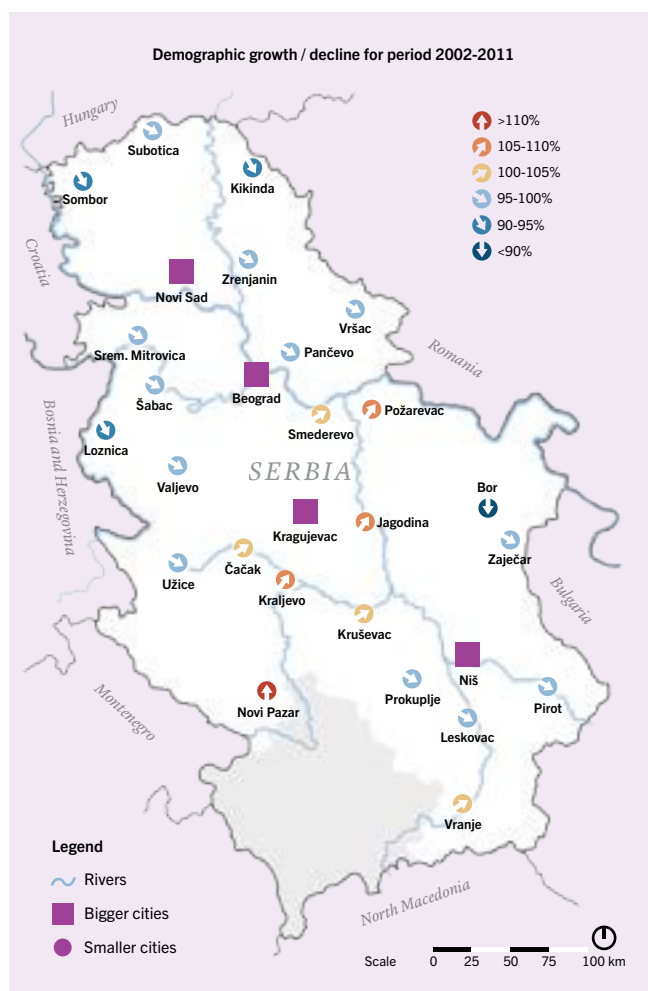 Demographic growth / decline for period 2002-2011
Hungary
>110%
105-110%
100-105%
95-100%
90-95%
<90%
Subotica
Sombor
Kikinda
Croatia
Zrenjanin
Novi Sad
Vršac
Srem. Mitrovica
Pančevo
Romania
Beograd
Šabac
Smederevo
Požarevac
Bosnia and Herzegovina
Loznica
SERBIA
Valjevo
Bor
Kragujevac
Jagodina
Zaječar
Čačak
Užice
Kraljevo
Bulgaria
Kruševac
Niš
Prokuplje
Pirot
Novi Pazar
Montenegro
Leskovac
Vranje
Legend
Rivers
Bigger cities
Smaller cities
North Macedonia
Scale 0 25 50 75 100 km